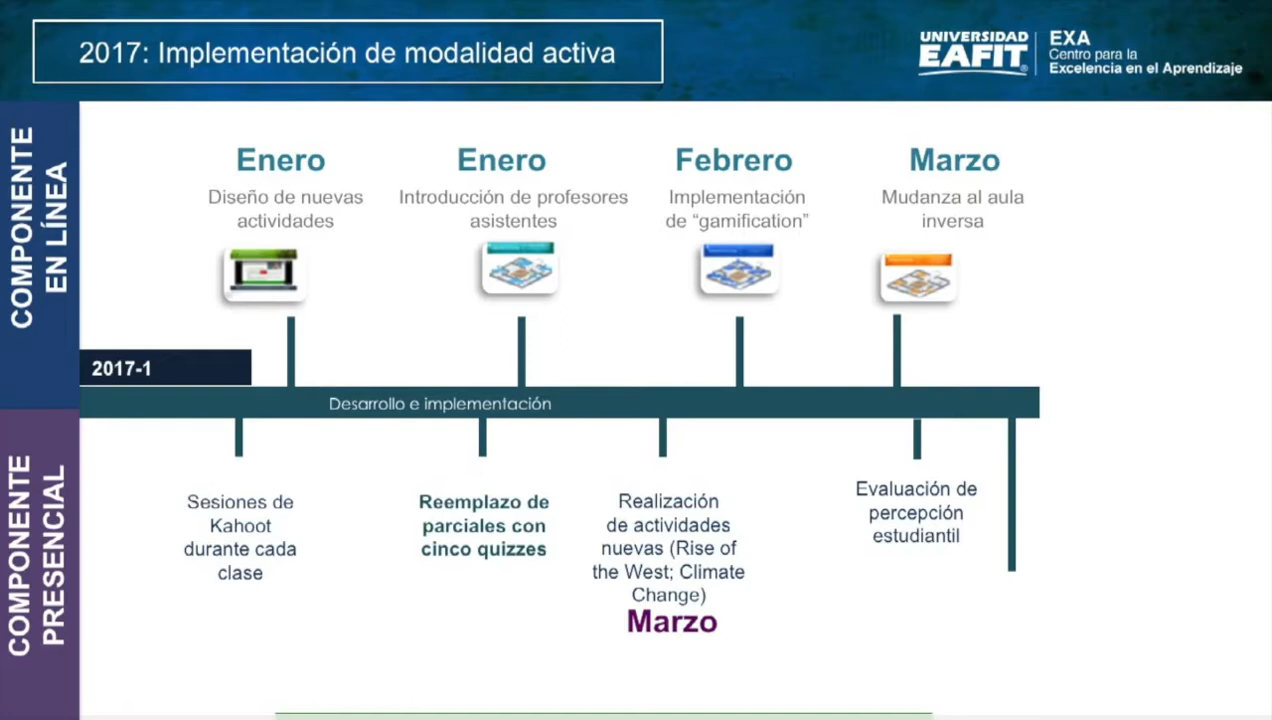 2017: Implementación de modalidad activa
UNIVERSIDAD
EAFIT®
EXA
Centro para la
Excelencia en el Aprendizaje
COMPONENTE
EN LÍNEA
Enero
Diseño de nuevas
actividades
Enero
Introducción de profesores
asistentes
Febrero
Implementación
de “gamification”
Marzo
Mudanza al aula
inversa
2017-1
Desarrollo e implementación
COMPONENTE
PRESENCIAL
Sesiones de
Kahoot
durante cada
clase
Reemplazo de
parciales con
cinco quizzes
Realización
de actividades
nuevas (Rise of
the West; Climate
Change)
Marzo
Evaluación de
percepción
estudiantil